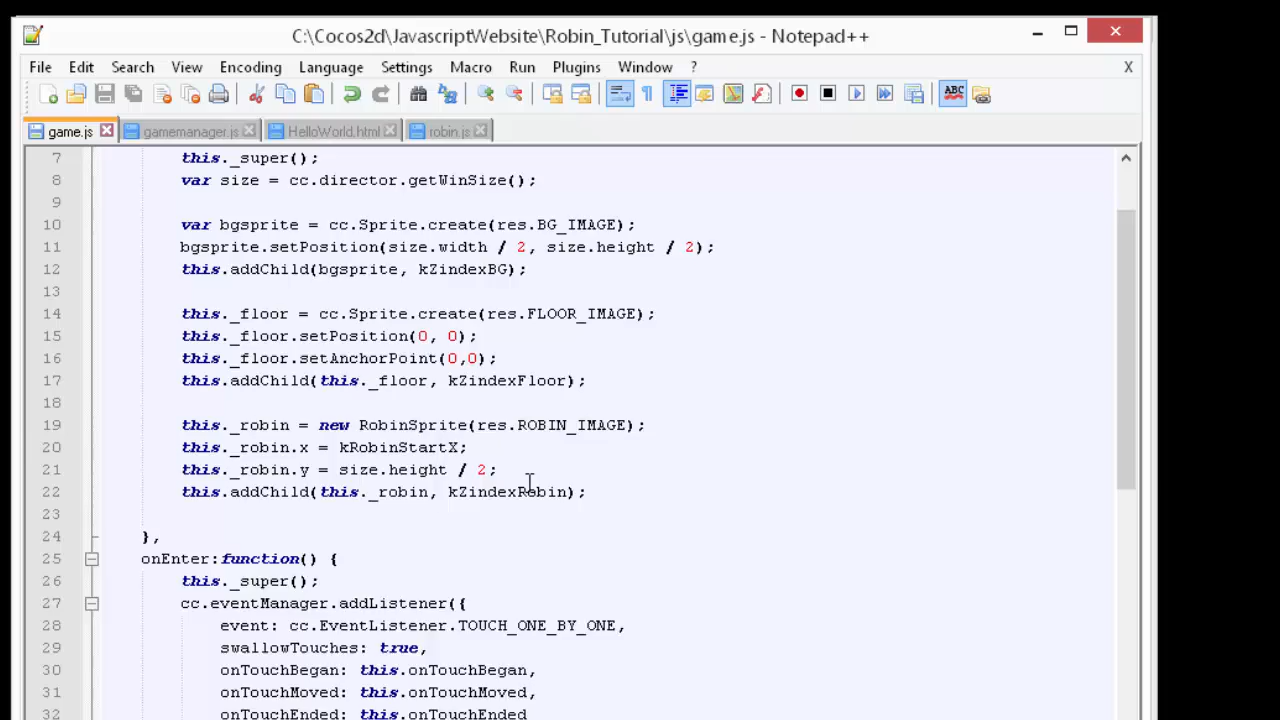 C:\Cocos2d\JavascriptWebsite\Robin_Tutorial\js\game.js - Notepad++
File Edit Search View Encoding Language Settings Macro Run Plugins Window ? X
ABC
game.js gamemanager.js HelloWorld.html robin.js
7 this._super();
8 var size = cc.director.getWinSize();
9
10 var bgsprite = cc.Sprite.create(res.BG_IMAGE);
11 bgsprite.setPosition(size.width / 2, size.height / 2);
12 this.addChild(bgsprite, kZindexBG);
13
14 this._floor = cc.Sprite.create(res.FLOOR_IMAGE);
15 this._floor.setPosition(0, 0);
16 this._floor.setAnchorPoint(0,0);
17 this.addChild(this._floor, kZindexFloor);
18
19 this._robin = new RobinSprite(res.ROBIN_IMAGE);
20 this._robin.x = kRobinStartX;
21 this._robin.y = size.height / 2;
22 this.addChild(this._robin, kZindexRobin);
23
24 },
25 onEnter:function() {
26 this._super();
27 cc.eventManager.addListener({
28 event: cc.EventListener.TOUCH_ONE_BY_ONE,
29 swallowTouches: true,
30 onTouchBegan: this.onTouchBegan,
31 onTouchMoved: this.onTouchMoved,
32 onTouchEnded: this.onTouchEnded